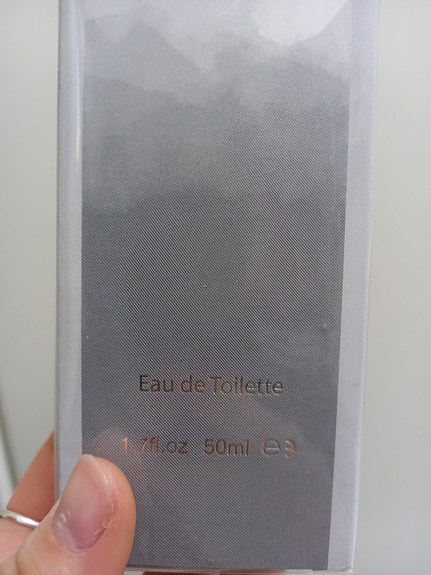 Eau de Toilette
1.7fl.oz 50ml ℮